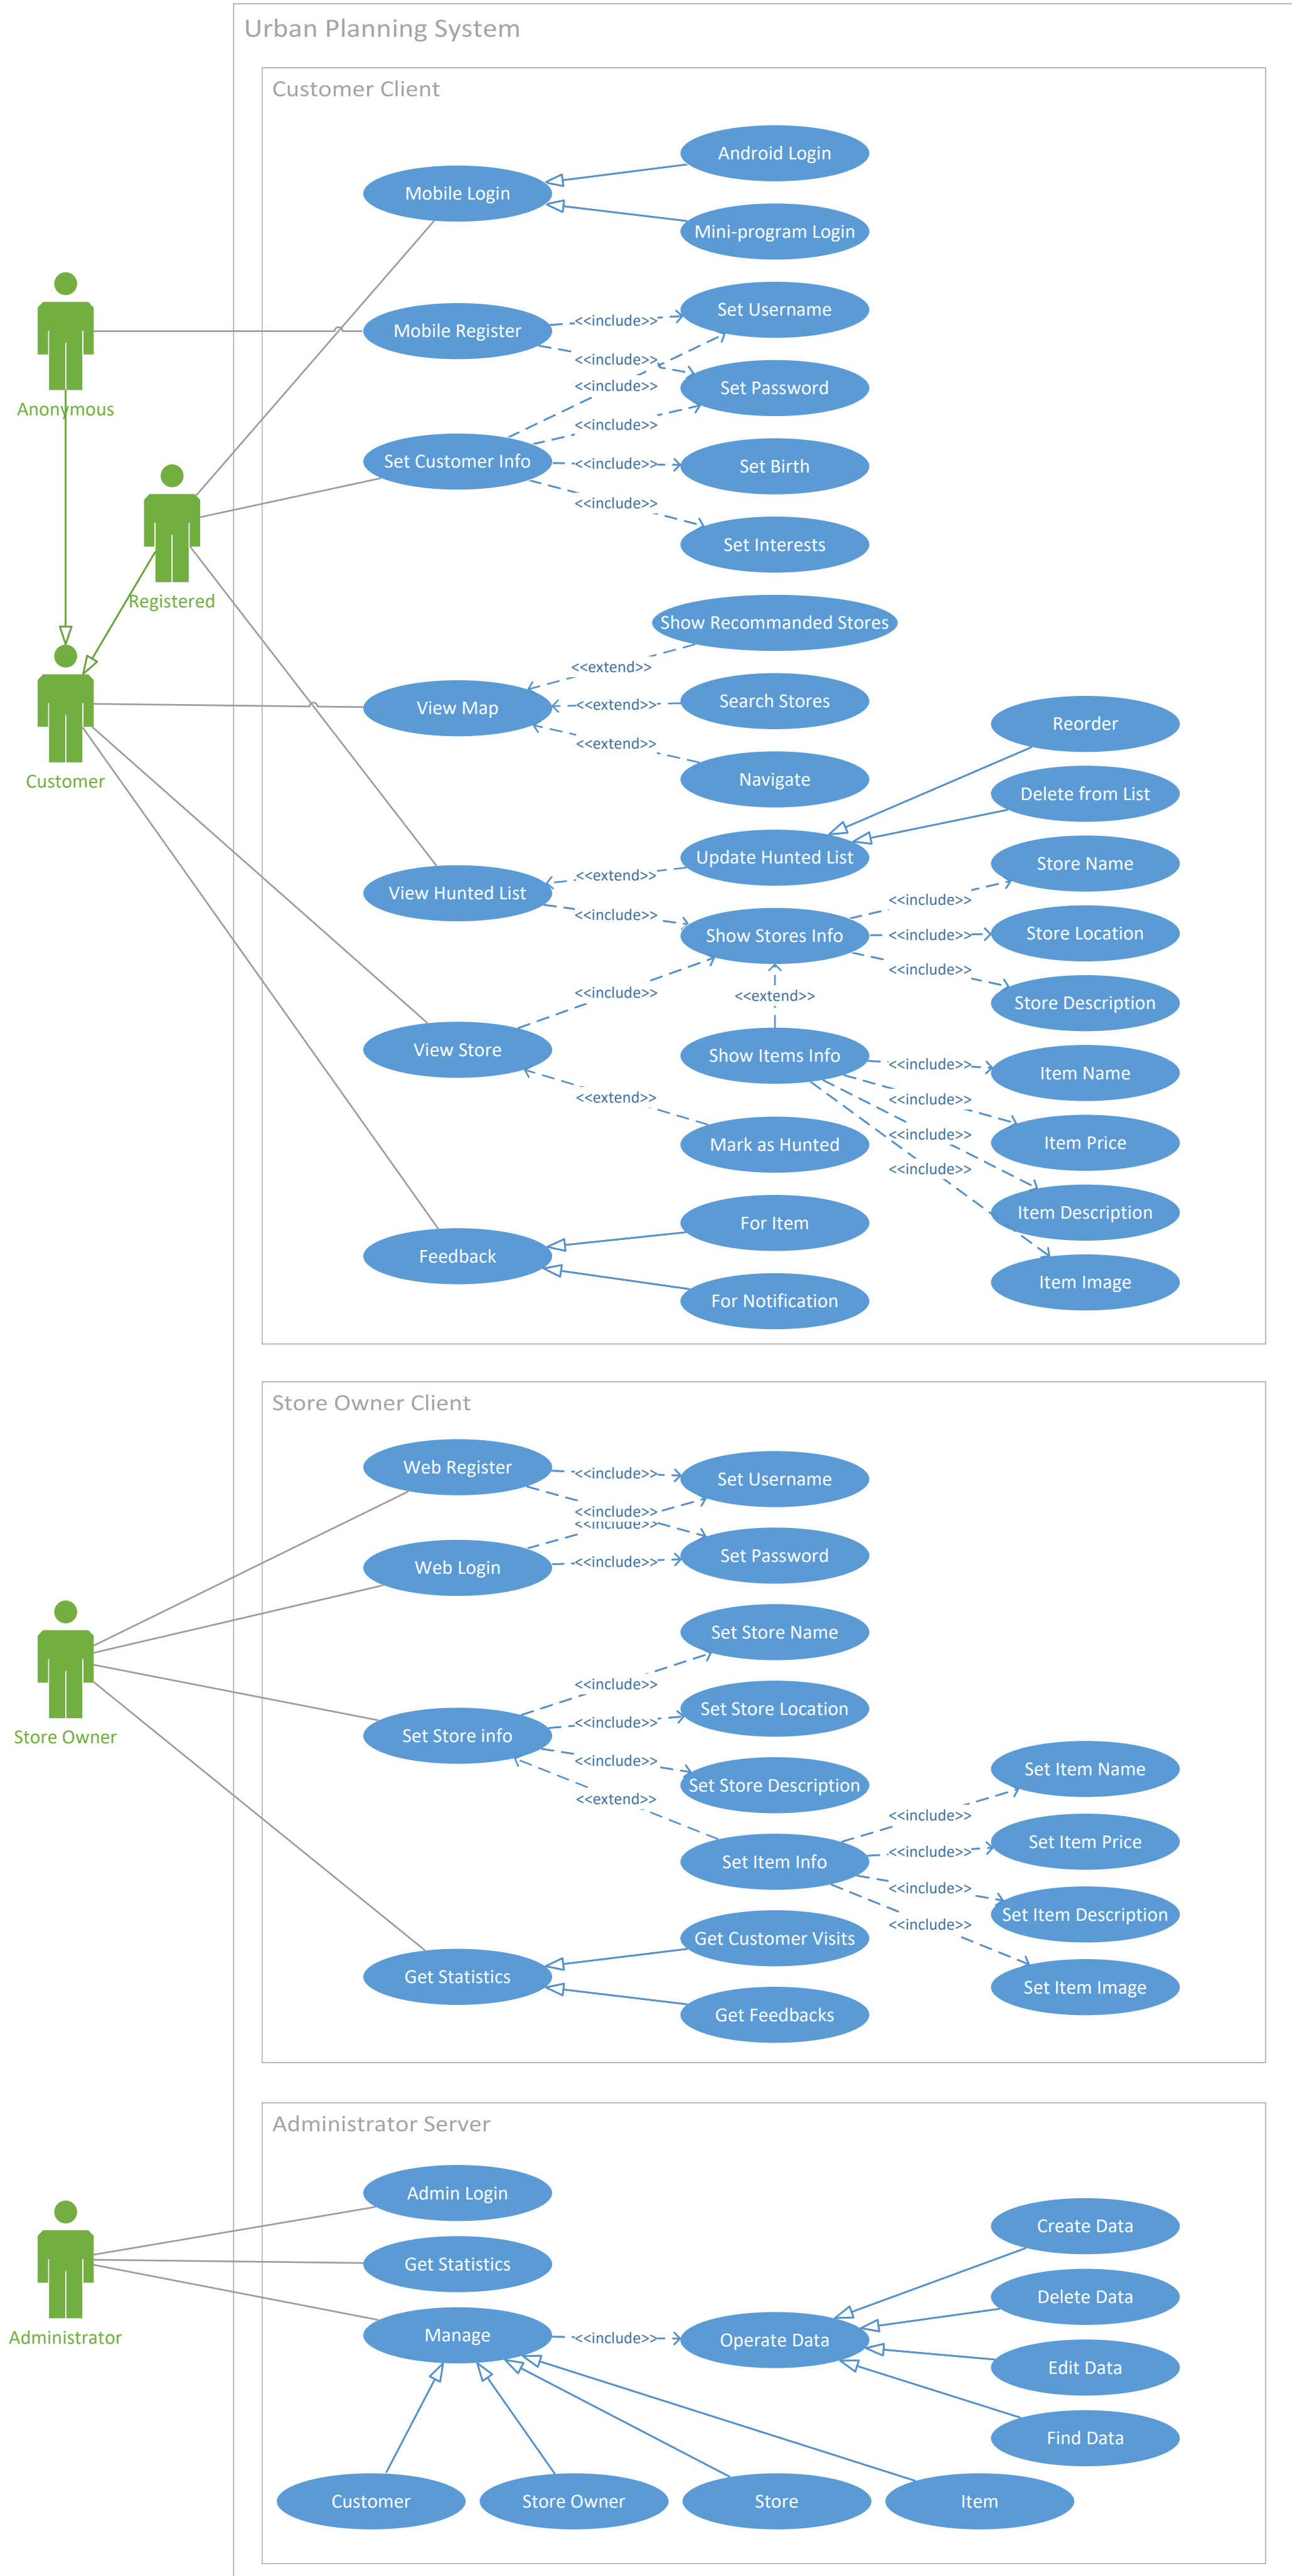 Urban Planning System
Customer Client
Android Login
Mobile Login
Mini-program Login
Set Username
<<include>>
Mobile Register
<<include>>
<<include>>
Set Password
Anonymous
<<include>>
Set Customer Info
<<include>>
Set Birth
<<include>>
Set Interests
Registered
Show Recommanded Stores
<<extend>>
Search Stores
<<extend>>
View Map
Reorder
<<extend>>
Navigate
Customer
Delete from List
Update Hunted List
Store Name
<<extend>>
View Hunted List
<<include>>
<<include>>
Show Stores Info
<<include>>
Store Location
<<include>>
<<include>>
<<extend>>
Store Description
View Store
Show Items Info
<<include>>
Item Name
<<extend>>
<<include>>
<<include>>
Mark as Hunted
Item Price
<<include>>
Item Description
For Item
Feedback
Item Image
For Notification
Store Owner Client
Web Register
<<include>>
Set Username
<<include>>
<<include>>
Set Password
Web Login
<<include>>
Set Store Name
<<include>>
Set Store Location
Store Owner
Set Store info
<<include>>
<<include>>
Set Item Name
Set Store Description
<<extend>>
<<include>>
Set Item Price
<<include>>
Set Item Info
<<include>>
Set Item Description
<<include>>
Get Customer Visits
Get Statistics
Set Item Image
Get Feedbacks
Administrator Server
Admin Login
Create Data
Get Statistics
Delete Data
Administrator
Manage
<<include>>
Operate Data
Edit Data
Find Data
Customer
Store Owner
Store
Item